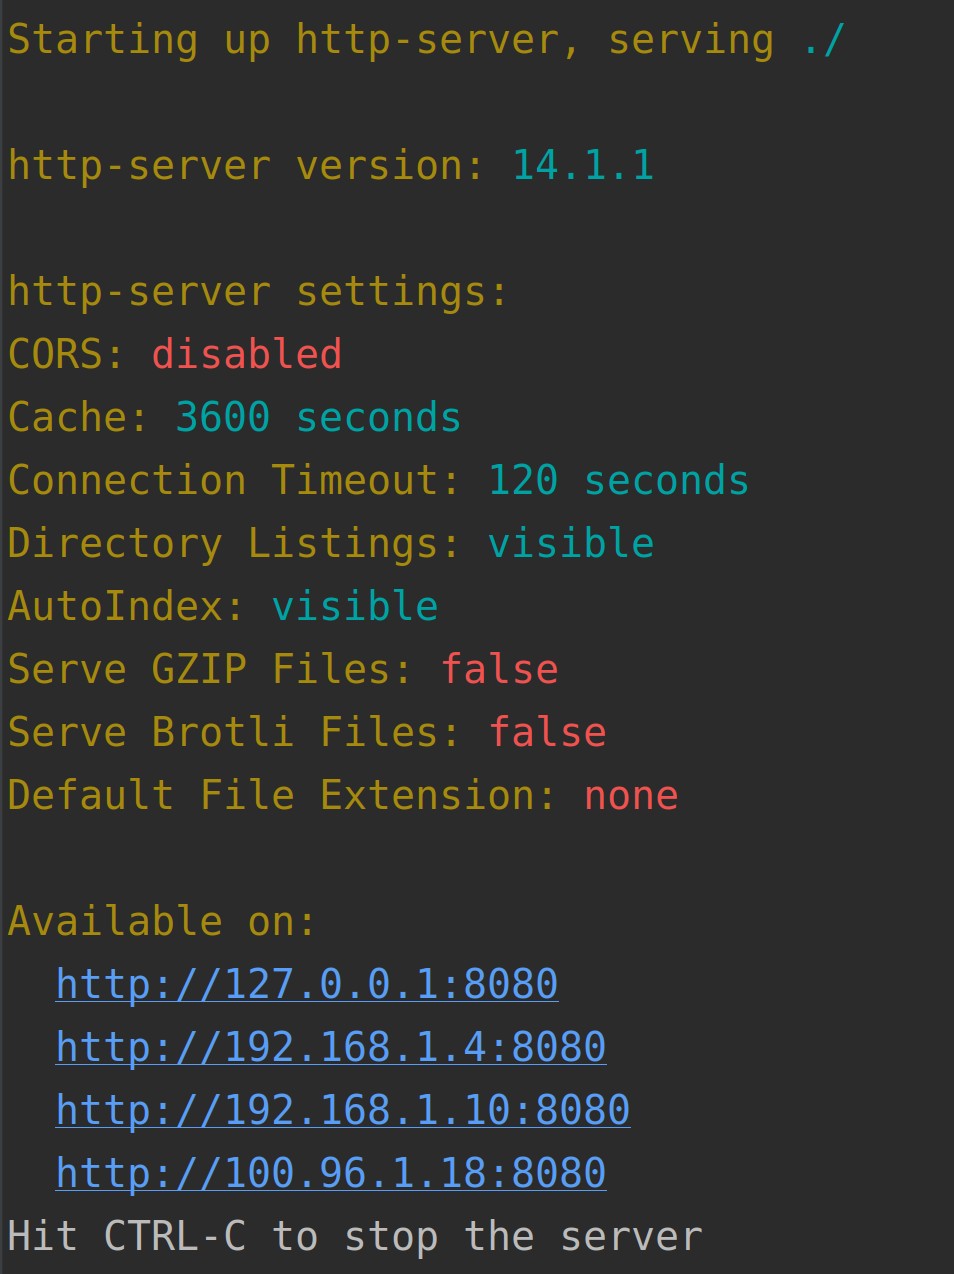 Starting up http-server, serving ./
http-server version: 14.1.1
http-server settings:
CORS: disabled
Cache: 3600 seconds
Connection Timeout: 120 seconds
Directory Listings: visible
AutoIndex: visible
Serve GZIP Files: false
Serve Brotli Files: false
Default File Extension: none
Available on:
http://127.0.0.1:8080
http://192.168.1.4:8080
http://192.168.1.10:8080
http://100.96.1.18:8080
Hit CTRL-C to stop the server